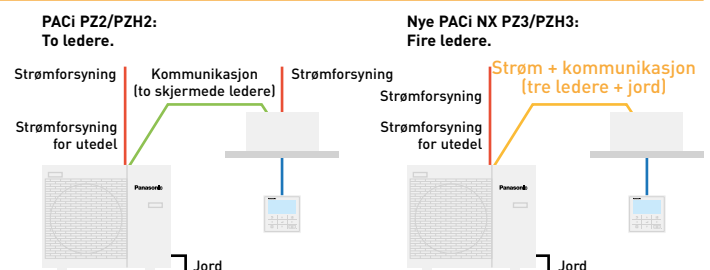 PACi PZ2/PZH2:
To ledere.
Strømforsyning
Kommunikasjon
(to skjermede ledere)
Strømforsyning
Strømforsyning
for utedel
Panasonic
Jord
Nye PACi NX PZ3/PZH3:
Fire ledere.
Strøm + kommunikasjon
(tre ledere + jord)
Strømforsyning
Strømforsyning
for utedel
Panasonic
Jord